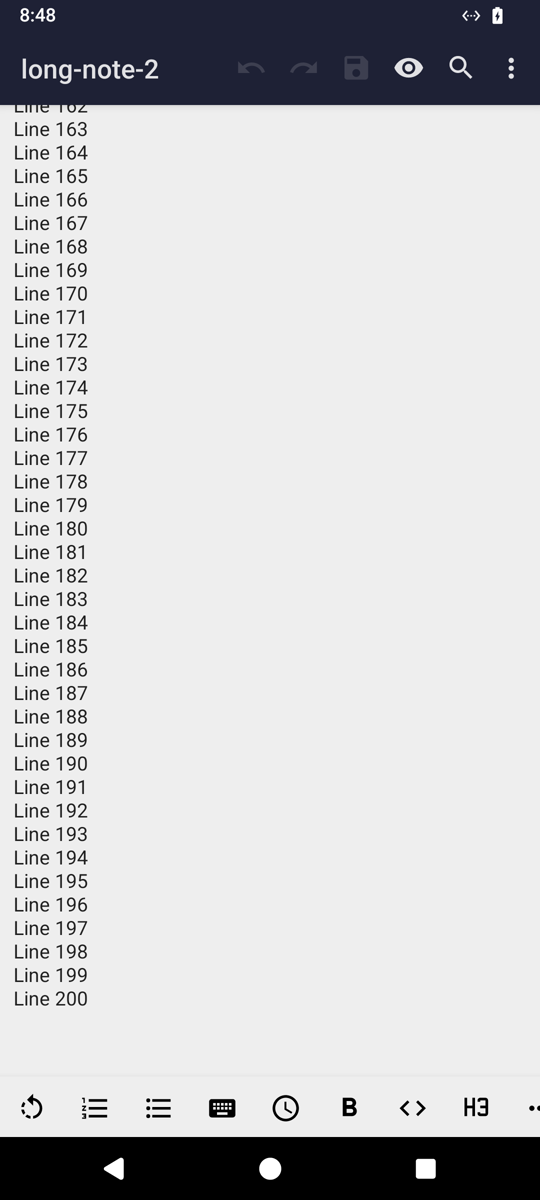 8:48
long-note-2
Line 162
Line 163
Line 164
Line 165
Line 166
Line 167
Line 168
Line 169
Line 170
Line 171
Line 172
Line 173
Line 174
Line 175
Line 176
Line 177
Line 178
Line 179
Line 180
Line 181
Line 182
Line 183
Line 184
Line 185
Line 186
Line 187
Line 188
Line 189
Line 190
Line 191
Line 192
Line 193
Line 194
Line 195
Line 196
Line 197
Line 198
Line 199
Line 200
B <> H3